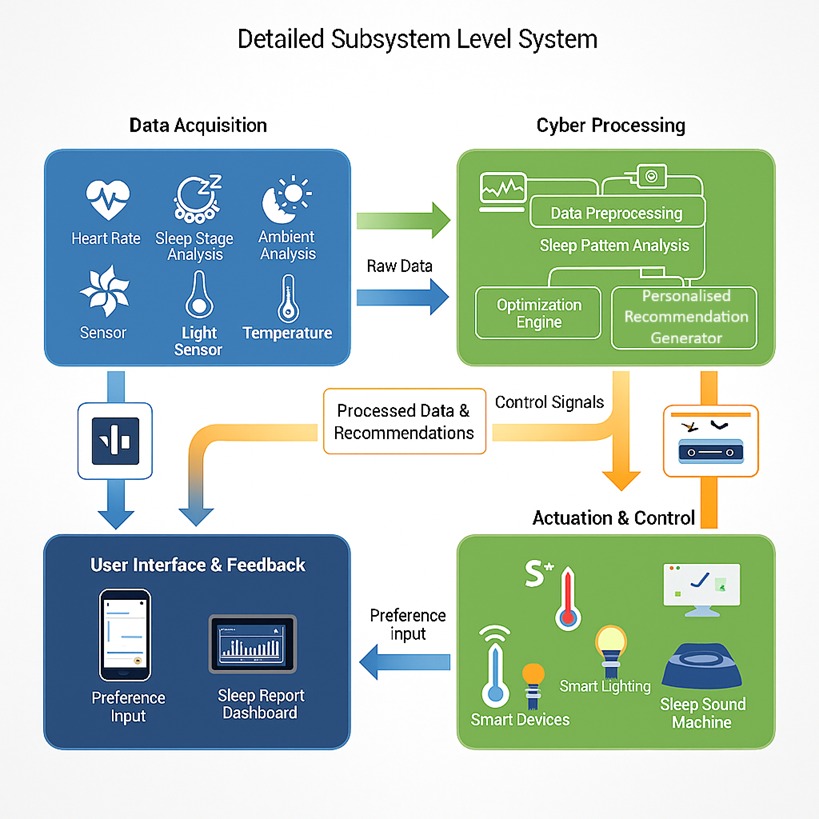 Detailed Subsystem Level System
Data Acquisition
Cyber Processing
Heart Rate
Sleep Stage
Analysis
Ambient
Analysis
Sensor
Light
Sensor
Temperature
Raw Data
Data Preprocessing
Sleep Pattem Analysis
Optimization
Engine
Personalised
Recommendation
Generator
Processed Data &
Recommendations
Control Signals
Actuation & Control
User Interface & Feedback
Preference
Input
Sleep Report
Dashboard
Preference
input
S*
Smart Devices
Smart Lighting
Sleep Sound
Machine